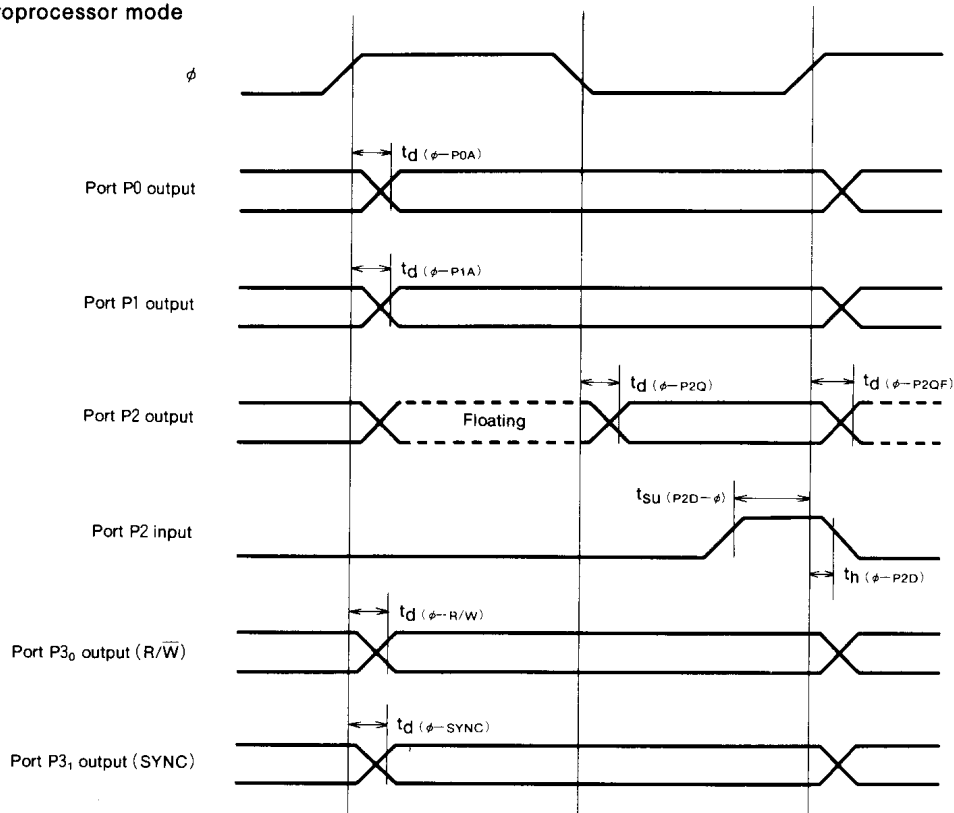 roprocessor mode
φ
td (φ–P0A)
Port P0 output
td (φ–P1A)
Port P1 output
td (φ–P2Q)
td (φ–P2QF)
Port P2 output
Floating
tsu (P2D–φ)
Port P2 input
th (φ–P2D)
td (φ–R/W)
Port P3₀ output (R/W̅)
td (φ–SYNC)
Port P3₁ output (SYNC)